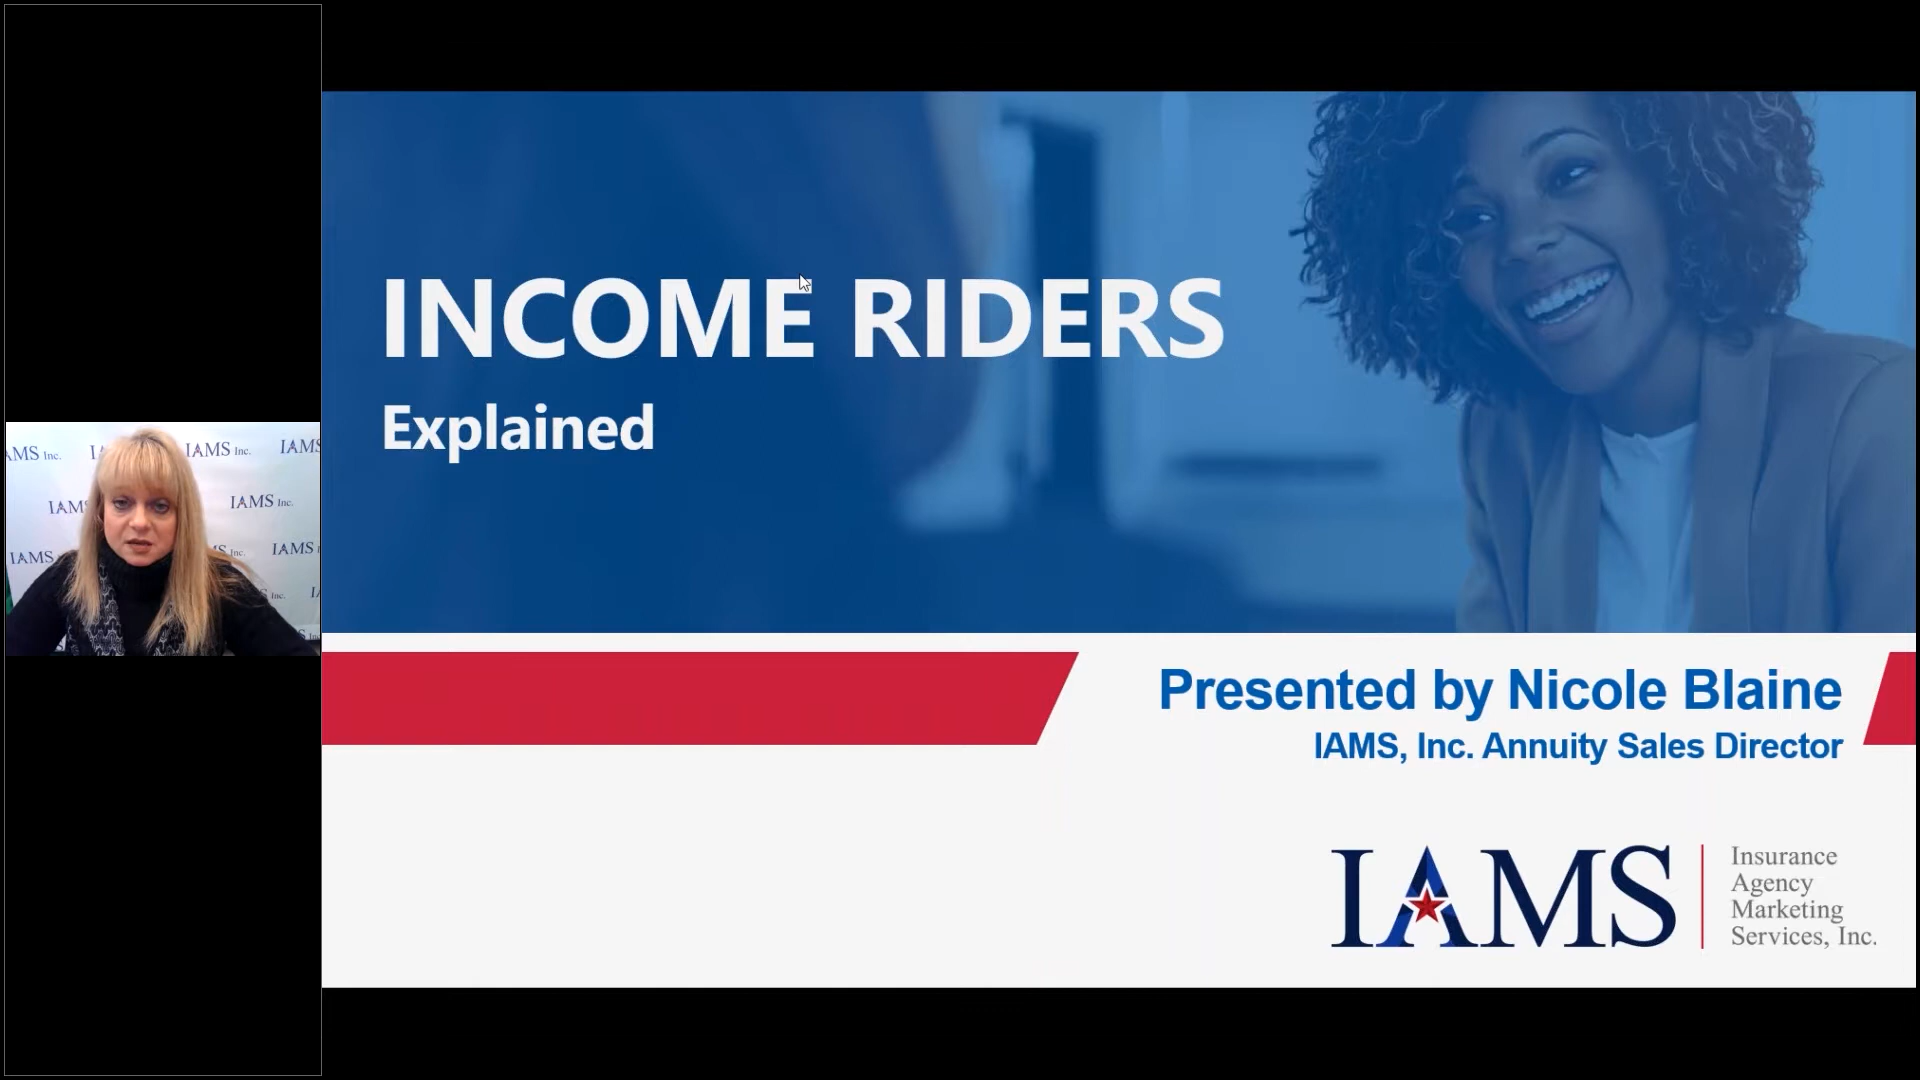 INCOME RIDERS
Explained
Presented by Nicole Blaine
IAMS, Inc. Annuity Sales Director
IAMS
Insurance
Agency
Marketing
Services, Inc.
IAMS Inc.
IAMS
IAMS Inc.
IAMS
IAMS